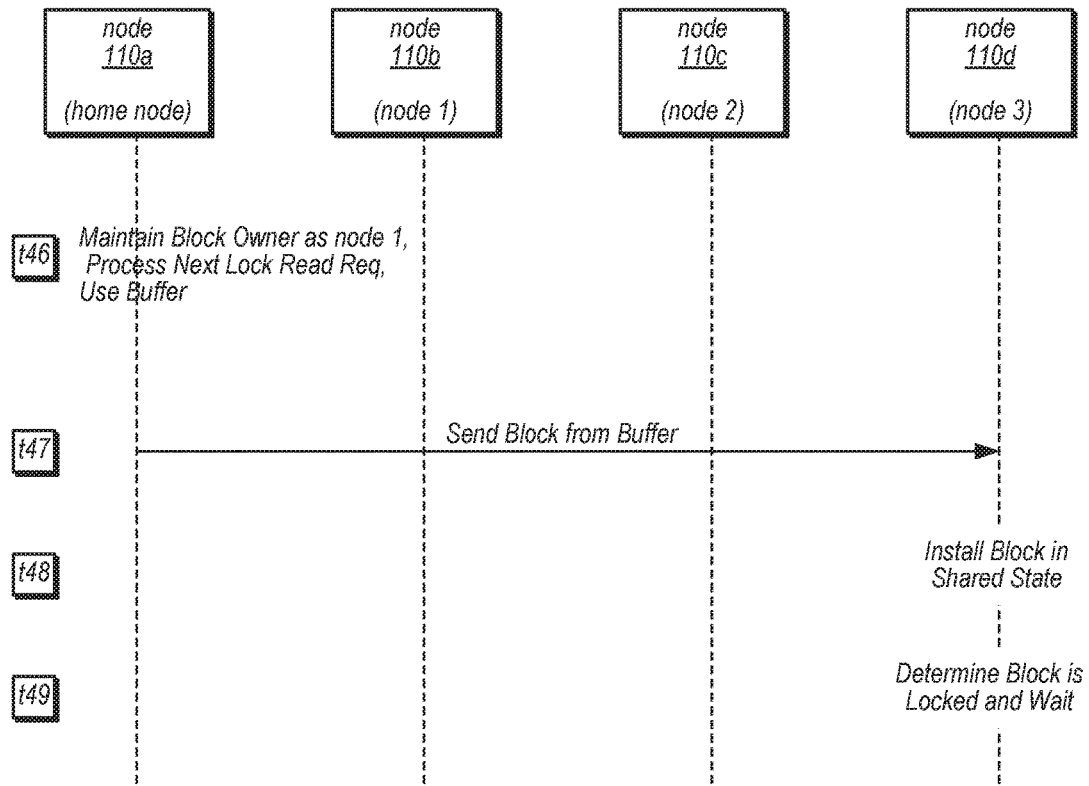 node
110a
(home node)
node
110b
(node 1)
node
110c
(node 2)
node
110d
(node 3)
t46
Maintain Block Owner as node 1,
Process Next Lock Read Req,
Use Buffer
t47
Send Block from Buffer
t48
Install Block in
Shared State
t49
Determine Block is
Locked and Wait